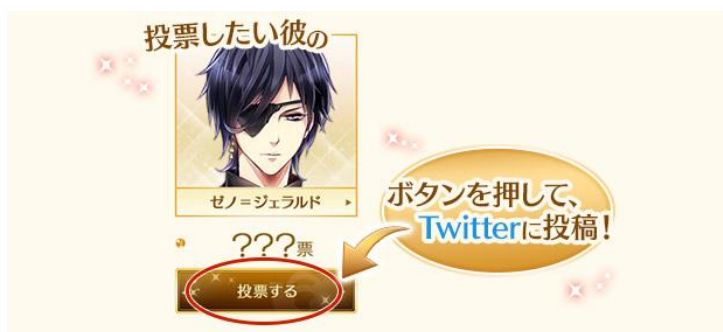 投票したい彼の
ゼノ=ジェラルド
ボタンを押して、
Twitterに投稿!
???票
投票する